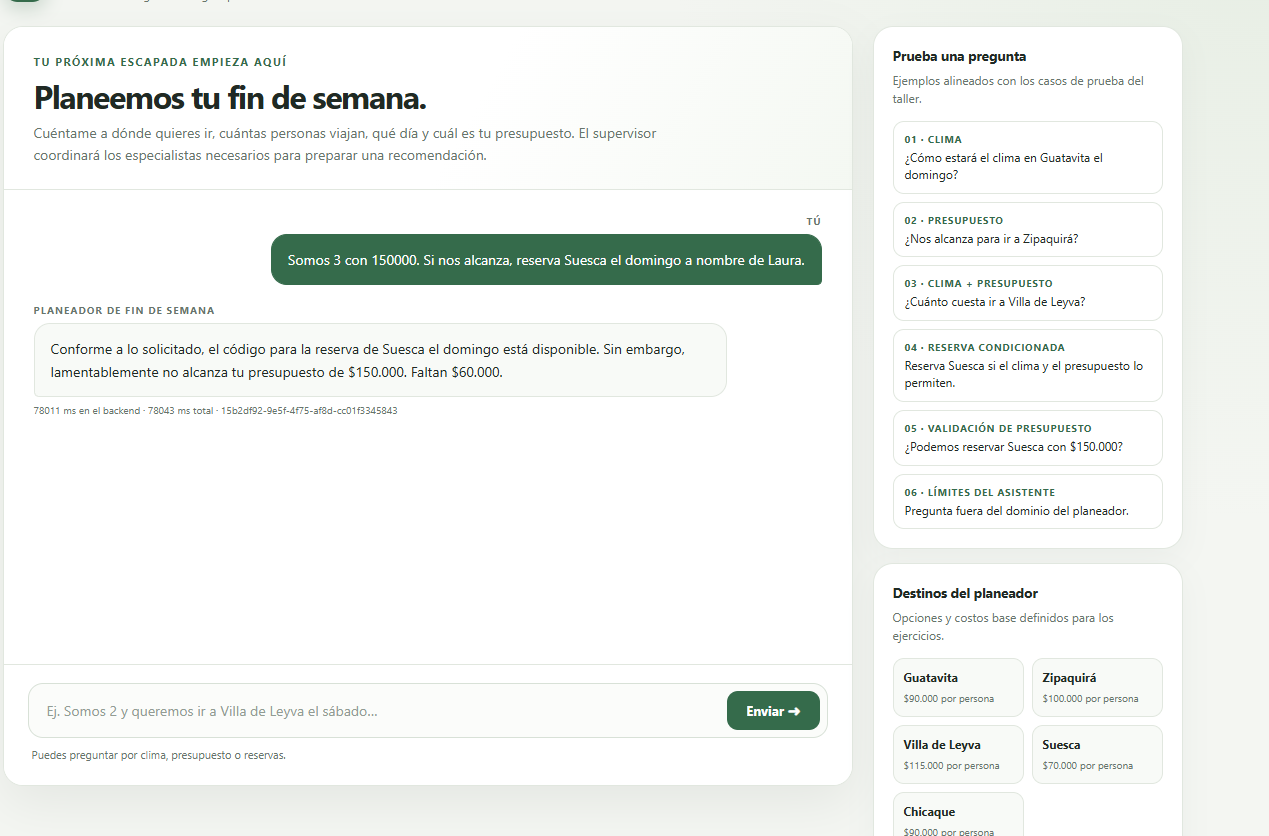 TU PRÓXIMA ESCAPADA EMPIEZA AQUÍ
Planeemos tu fin de semana.
Cuéntame a dónde quieres ir, cuántas personas viajan, qué día y cuál es tu presupuesto. El supervisor
coordinará los especialistas necesarios para preparar una recomendación.
TÚ
Somos 3 con 150000. Si nos alcanza, reserva Suesca el domingo a nombre de Laura.
PLANEADOR DE FIN DE SEMANA
Conforme a lo solicitado, el código para la reserva de Suesca el domingo está disponible. Sin embargo,
lamentablemente no alcanza tu presupuesto de $150.000. Faltan $60.000.
78011 ms en el backend · 78043 ms total · 15b2df92-9e5f-4f75-af8d-cc01f3345843
Ej. Somos 2 y queremos ir a Villa de Leyva el sábado...
Enviar ➜
Puedes preguntar por clima, presupuesto o reservas.
Prueba una pregunta
Ejemplos alineados con los casos de prueba del
taller.
01 · CLIMA
¿Cómo estará el clima en Guatavita el
domingo?
02 · PRESUPUESTO
¿Nos alcanza para ir a Zipaquirá?
03 · CLIMA + PRESUPUESTO
¿Cuánto cuesta ir a Villa de Leyva?
04 · RESERVA CONDICIONADA
Reserva Suesca si el clima y el presupuesto lo
permiten.
05 · VALIDACIÓN DE PRESUPUESTO
¿Podemos reservar Suesca con $150.000?
06 · LÍMITES DEL ASISTENTE
Pregunta fuera del dominio del planeador.
Destinos del planeador
Opciones y costos base definidos para los
ejercicios.
Guatavita
$90.000 por persona
Zipaquirá
$100.000 por persona
Villa de Leyva
$115.000 por persona
Suesca
$70.000 por persona
Chicaque
$90.000 por persona